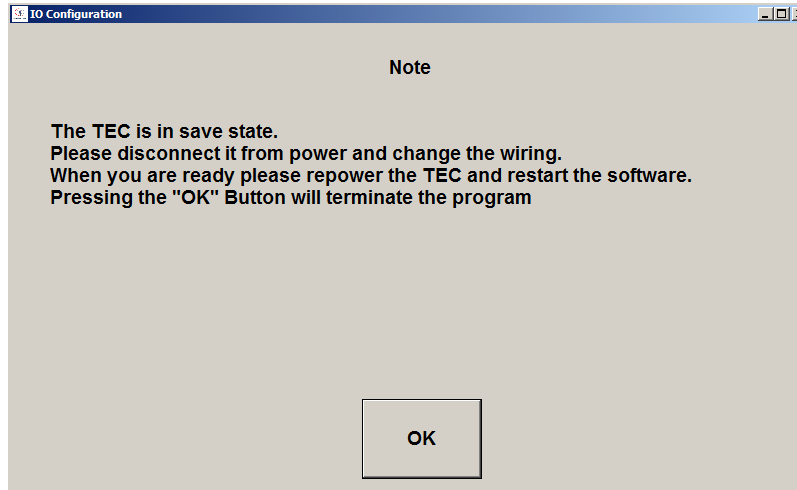 IO Configuration
Note
The TEC is in save state.
Please disconnect it from power and change the wiring.
When you are ready please repower the TEC and restart the software.
Pressing the "OK" Button will terminate the program
OK